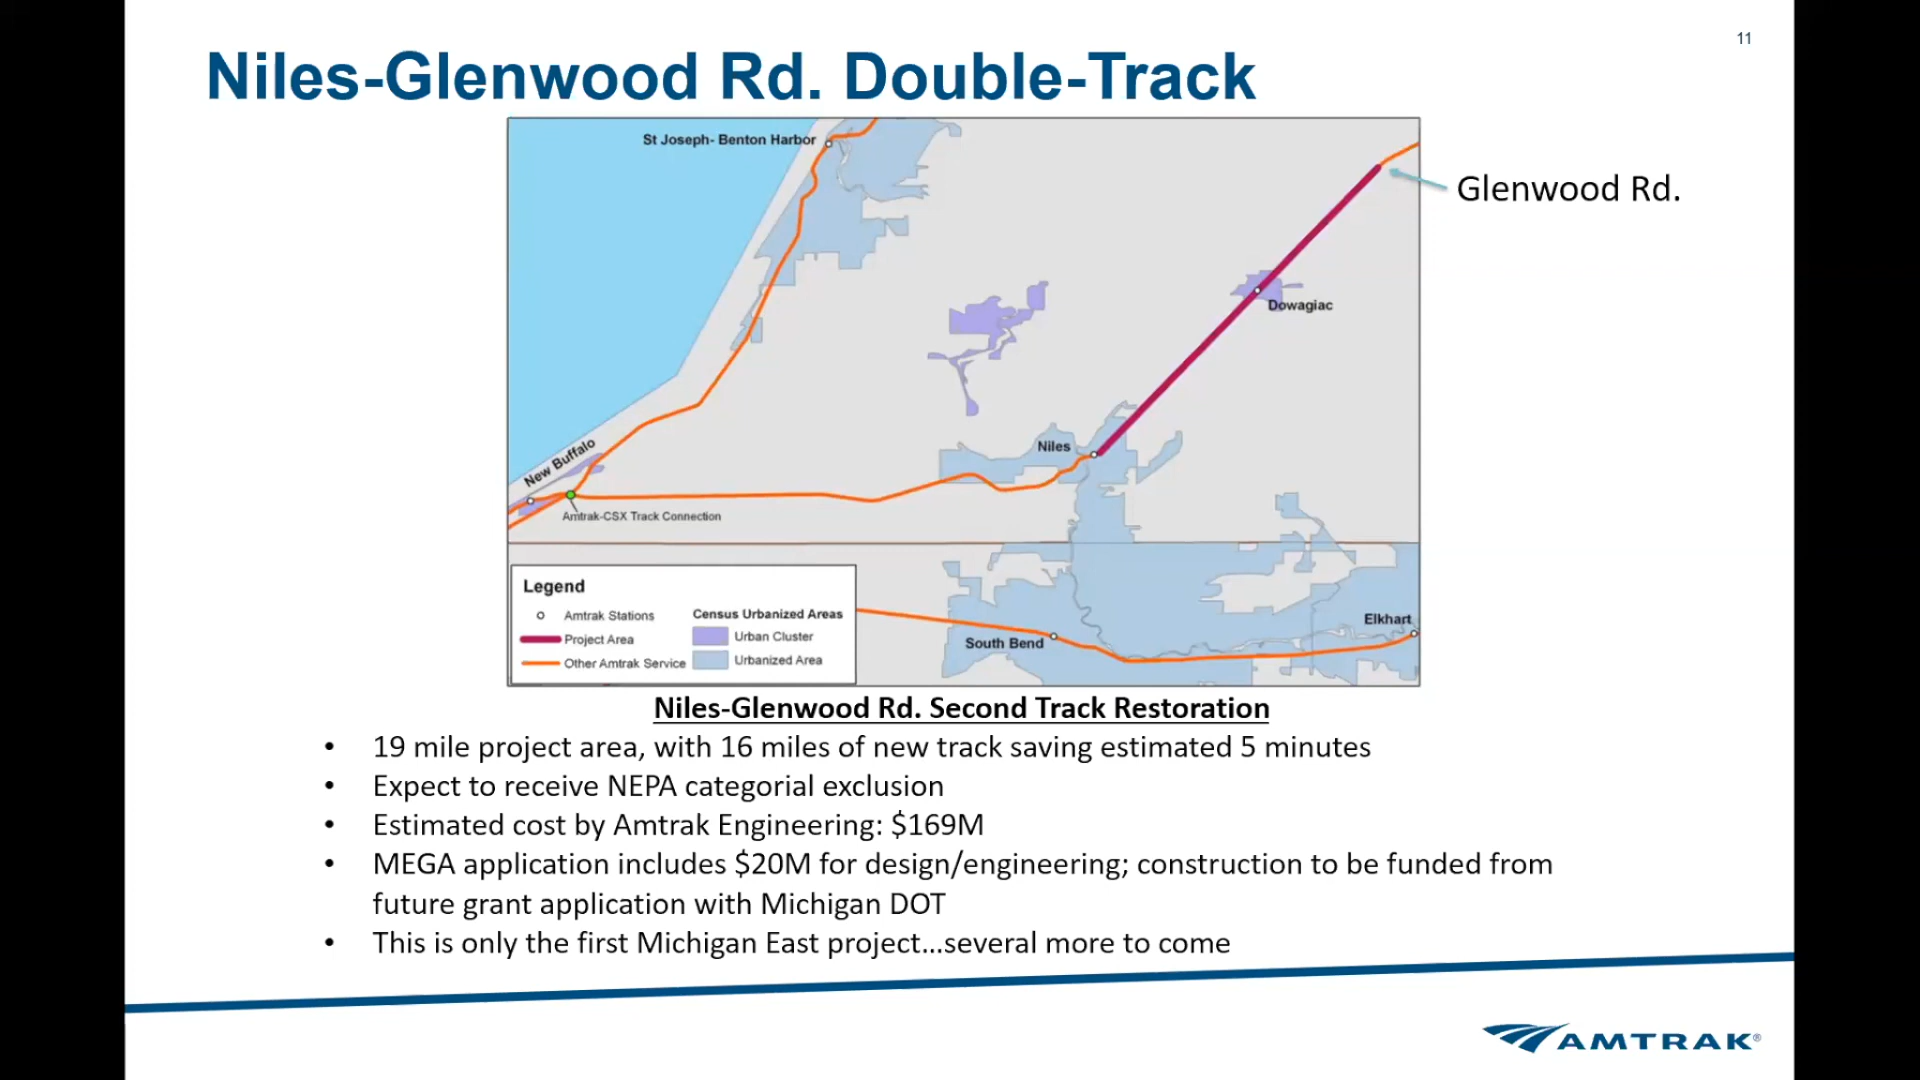 11
Niles-Glenwood Rd. Double-Track
St Joseph- Benton Harbor
Glenwood Rd.
Dowagiac
Niles
New Buffalo
Amtrak-CSX Track Connection
Legend
Amtrak Stations
Project Area
Other Amtrak Service
Census Urbanized Areas
Urban Cluster
Urbanized Area
South Bend
Elkhart
Niles-Glenwood Rd. Second Track Restoration
• 19 mile project area, with 16 miles of new track saving estimated 5 minutes
• Expect to receive NEPA categorial exclusion
• Estimated cost by Amtrak Engineering: $169M
• MEGA application includes $20M for design/engineering; construction to be funded from
future grant application with Michigan DOT
• This is only the first Michigan East project...several more to come
AMTRAK®